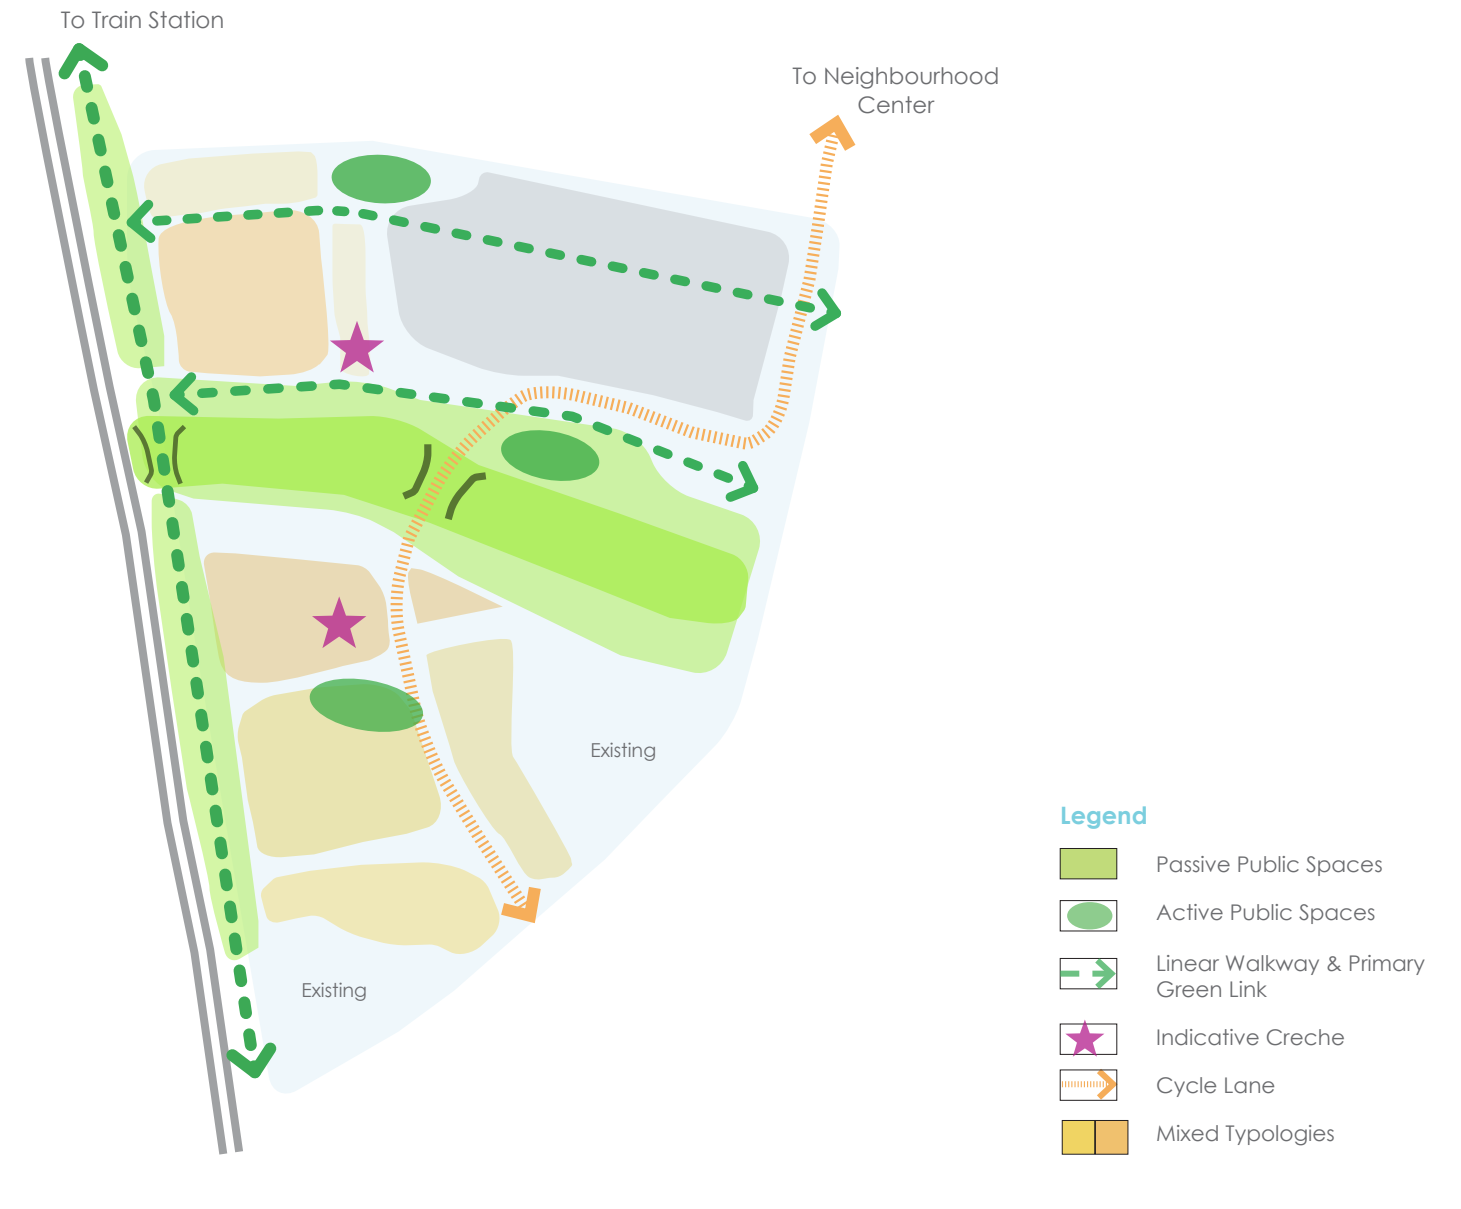 To Train Station
To Neighbourhood
Center
Existing
Existing
Legend
Passive Public Spaces
Active Public Spaces
Linear Walkway & Primary
Green Link
Indicative Creche
Cycle Lane
Mixed Typologies